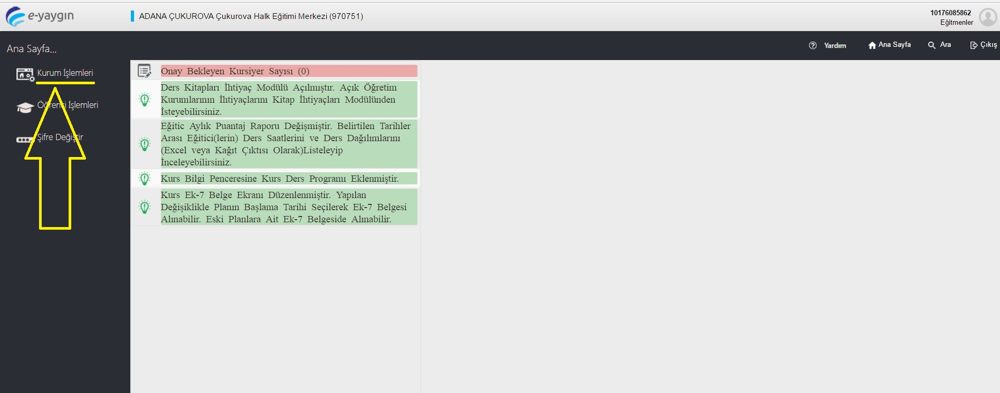 e-yaygın
ADANA ÇUKUROVA Çukurova Halk Eğitimi Merkezi (970751)
10176085862
Eğitmenler
Yardım
Ana Sayfa
Ara
Çıkış
Ana Sayfa...
Kurum İşlemleri
Öğrenci İşlemleri
Şifre Değiştir
Onay Bekleyen Kursiyer Sayısı (0)
Ders Kitapları İhtiyaç Modülü Açılmıştır. Açık Öğretim
Kurumlarının İhtiyaçlarını Kitap İhtiyaçları Modülünden
İsteyebilirsiniz.
Eğitic Aylık Puantaj Raporu Değişmiştir. Belirtilen Tarihler
Arası Eğitici(lerin) Ders Saatlerini ve Ders Dağılımlarını
(Excel veya Kağıt Çıktısı Olarak)Listeleyip
İnceleyebilirsiniz.
Kurs Bilgi Penceresine Kurs Ders Programı Eklenmiştir.
Kurs Ek-7 Belge Ekranı Düzenlenmiştir. Yapılan
Değişiklikle Planın Başlama Tarihi Seçilerek Ek-7 Belgesi
Alınabilir. Eski Planlara Ait Ek-7 Belgeside Alınabilir.